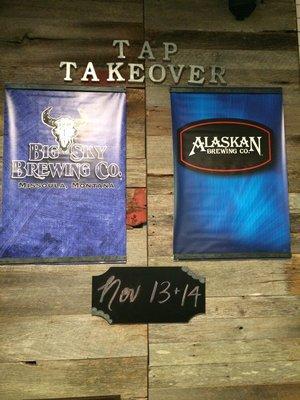 TAP
TAKEOVER
BIG SKY
BREWING CO.
MISSOULA, MONTANA
ALASKAN
BREWING CO.
Nov 13+14